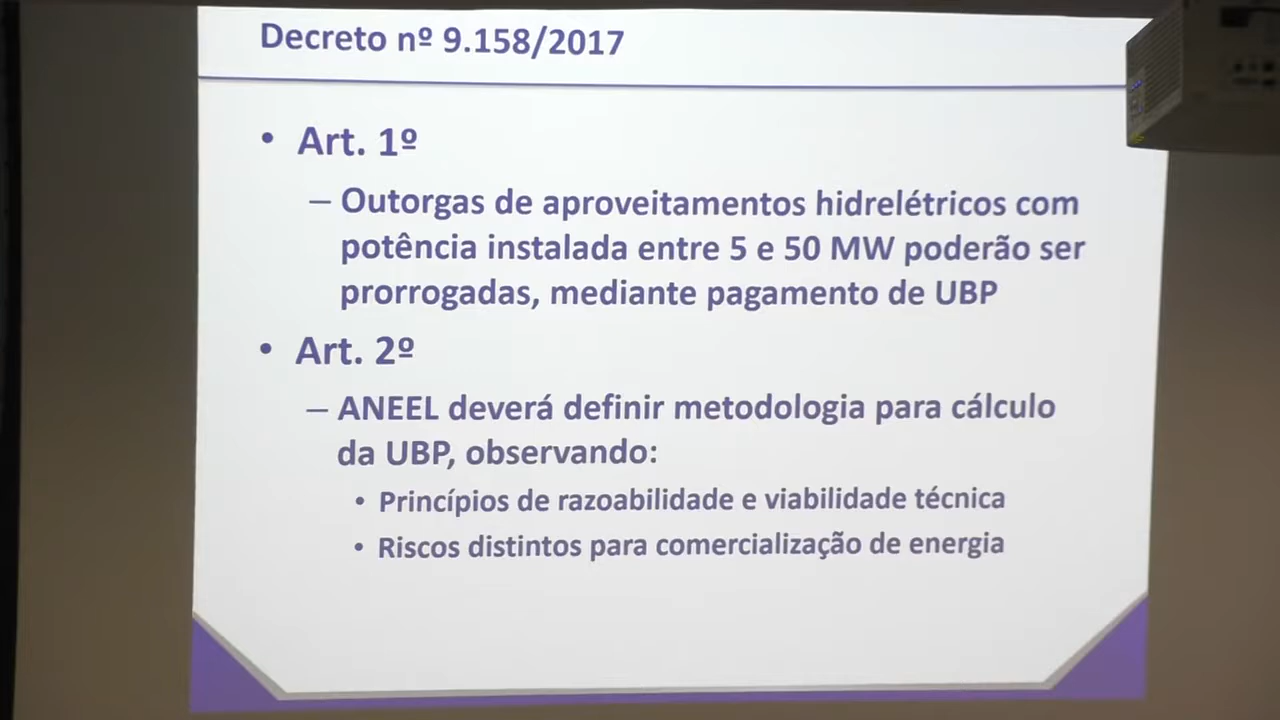 Decreto nº 9.158/2017
• Art. 1º
– Outorgas de aproveitamentos hidrelétricos com
potência instalada entre 5 e 50 MW poderão ser
prorrogadas, mediante pagamento de UBP
• Art. 2º
– ANEEL deverá definir metodologia para cálculo
da UBP, observando:
• Princípios de razoabilidade e viabilidade técnica
• Riscos distintos para comercialização de energia